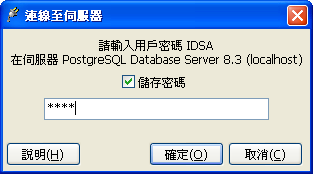 連線至伺服器
請輸入用戶密碼 IDSA
在伺服器 PostgreSQL Database Server 8.3 (localhost)
儲存密碼
****
說明(H) 確定(O) 取消(C)